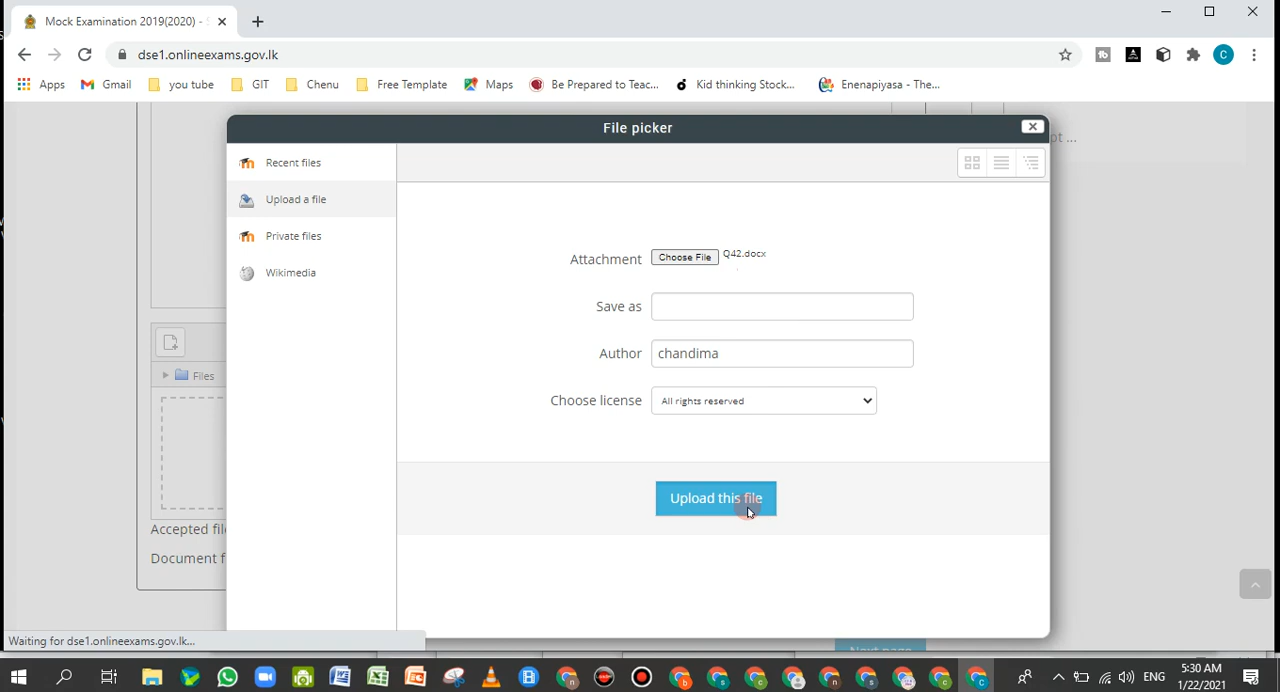 Mock Examination 2019(2020) -
dse1.onlineexams.gov.lk
Apps
Gmail
you tube
GIT
Chenu
Free Template
Maps
Be Prepared to Teac...
Kid thinking Stock...
Enenapiyasa - The...
File picker
Recent files
Upload a file
Private files
Wikimedia
Attachment
Choose File
Q42.docx
Save as
Author
chandima
Choose license
All rights reserved
Upload this file
Files
Accepted
Document
Next page
Waiting for dse1.onlineexams.gov.lk...
ENG
5:30 AM
1/22/2021